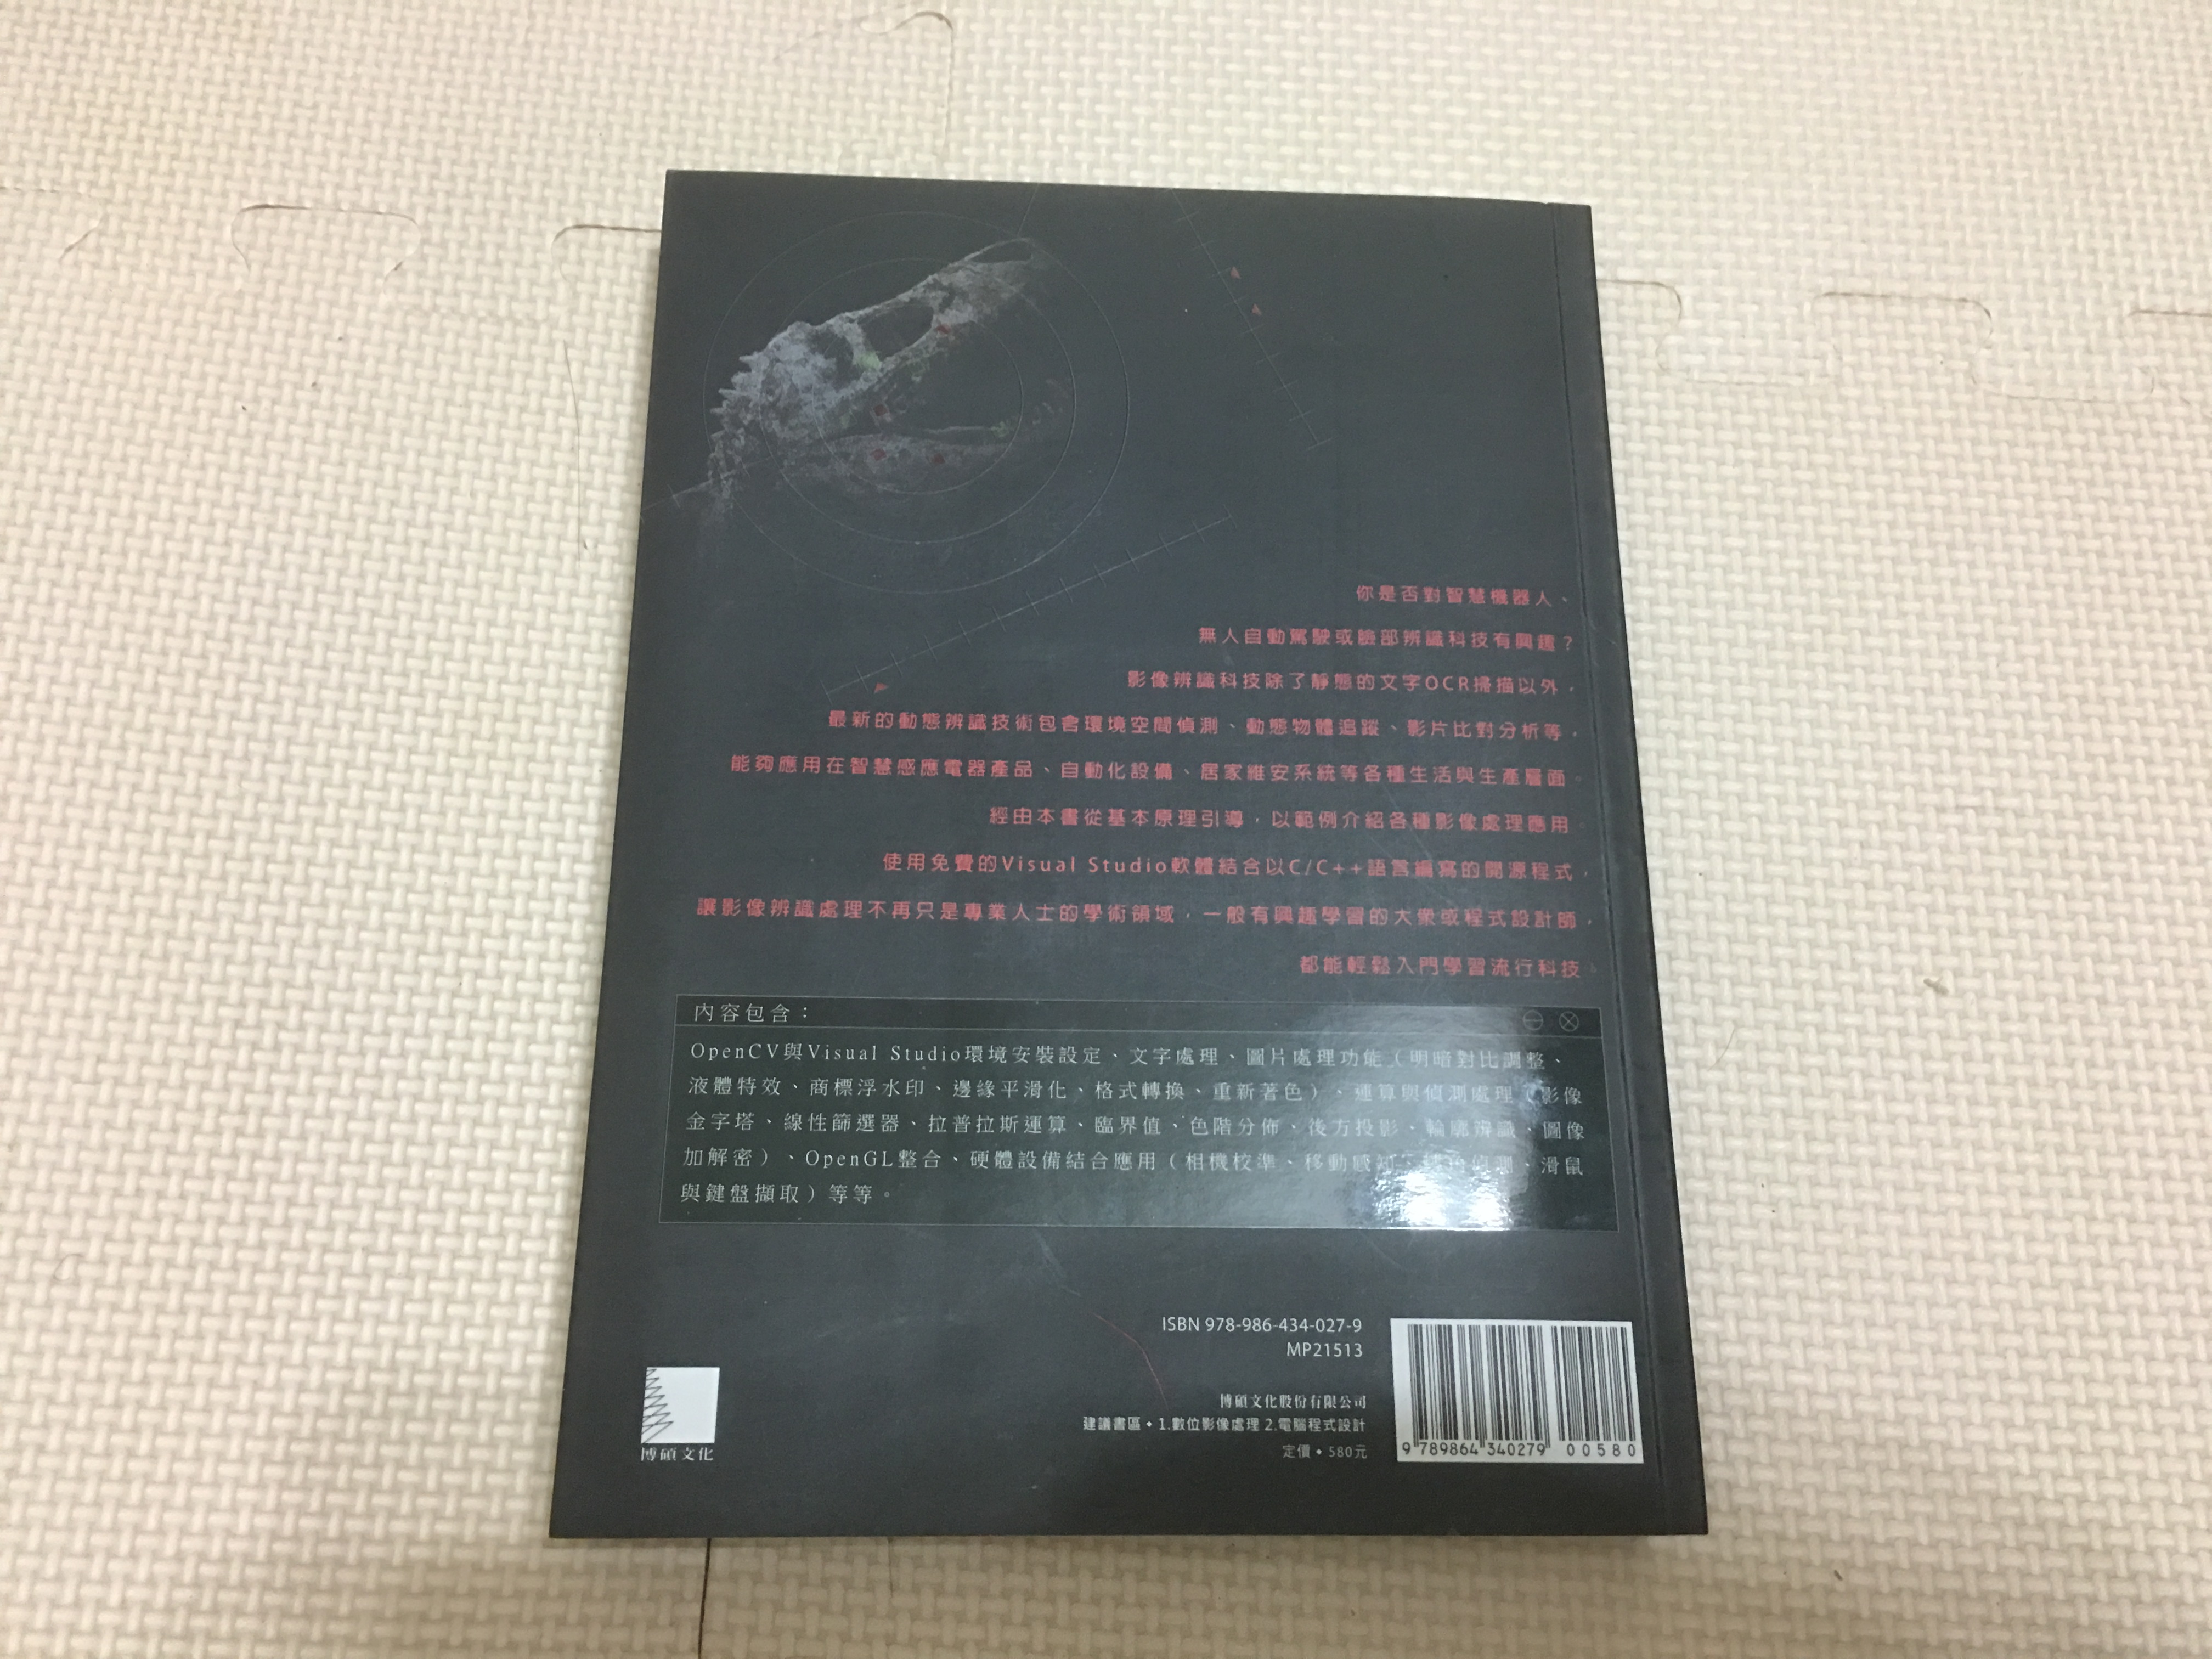 你是否對智慧機器人、
無人自動駕駛或臉部辨識科技有興趣？
影像辨識科技除了靜態的文字OCR掃描以外，
最新的動態辨識技術包含環境空間偵測、動態物體追蹤、影片比對分析等，
能夠應用在智慧感應電器產品、自動化設備、居家維安系統等各種生活與生產層面。
經由本書從基本原理引導，以範例介紹各種影像處理應用。
使用免費的Visual Studio軟體結合以C/C++語言編寫的開源程式，
讓影像辨識處理不再只是專業人士的學術領域，一般有興趣學習的大眾或程式設計師，
都能輕鬆入門學習流行科技。
內容包含：
OpenCV與Visual Studio環境安裝設定、文字處理、圖片處理功能（明暗對比調整、
液體特效、商標浮水印、邊緣平滑化、格式轉換、重新著色）、運算與偵測處理（影像
金字塔、線性篩選器、拉普拉斯運算、臨界值、色階分佈、後方投影、輪廓辨識、圖像
加解密）、OpenGL整合、硬體設備結合應用（相機校準、移動感知、偵測、滑鼠
與鍵盤擷取）等等。
ISBN 978-986-434-027-9
MP21513
博碩文化股份有限公司
建議書區◆1.數位影像處理 2.電腦程式設計
定價◆580元
9 789864 340279 00580
博碩文化